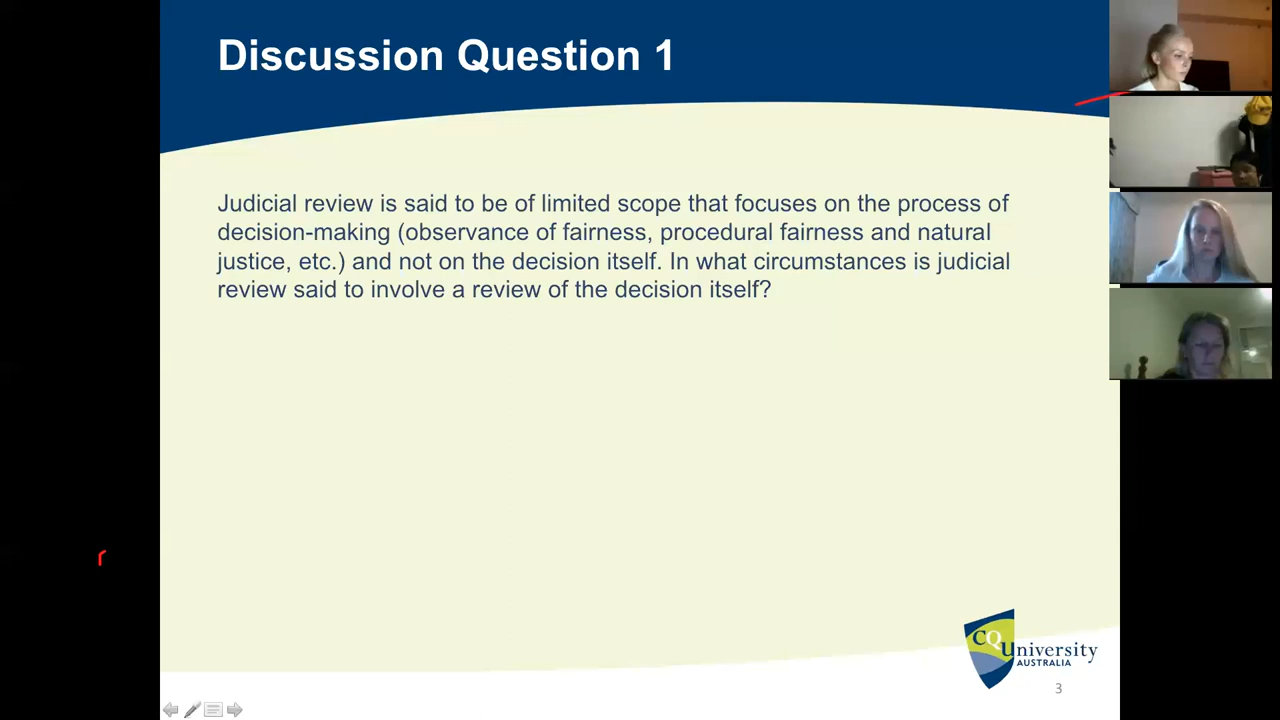 Discussion Question 1
Judicial review is said to be of limited scope that focuses on the process of
decision-making (observance of fairness, procedural fairness and natural
justice, etc.) and not on the decision itself. In what circumstances is judicial
review said to involve a review of the decision itself?
CQUniversity
AUSTRALIA
3